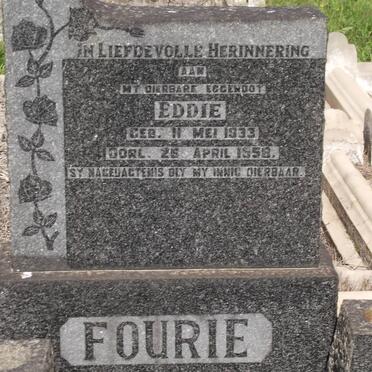 IN LIEFDEVOLLE HERINNERING
AAN
MY DIERBARE EGGENOOT
EDDIE
GEB. 11 MEI 1933
OORL. 26 APRIL 1958.
SY NAGEDAGTENIS BLY MY INNIG DIERBAAR.
FOURIE